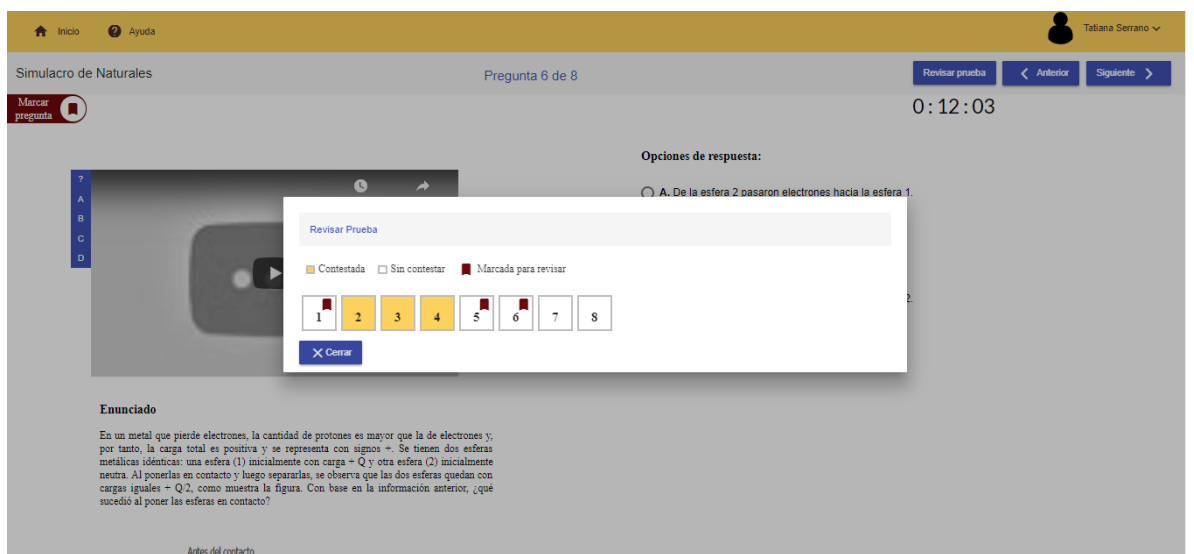 Inicio
Ayuda
Tatiana Serrano
Simulacro de Naturales
Pregunta 6 de 8
Revisar prueba
Anterior
Siguiente
Marcar
pregunta
0:12:03
Opciones de respuesta:
?
A
B
C
D
A. De la esfera 2 pasaron electrones hacia la esfera 1.
2.
Revisar Prueba
Contestada
Sin contestar
Marcada para revisar
1 2 3 4 5 6 7 8
Cerrar
Enunciado
En un metal que pierde electrones, la cantidad de protones es mayor que la de electrones y,
por tanto, la carga total es positiva y se representa con signos +. Se tienen dos esferas
metálicas idénticas: una esfera (1) inicialmente con carga + Q y otra esfera (2) inicialmente
neutra. Al ponerlas en contacto y luego separarlas, se observa que las dos esferas quedan con
cargas iguales + Q/2, como muestra la figura. Con base en la información anterior, ¿qué
sucedió al poner las esferas en contacto?
Antes del contacto